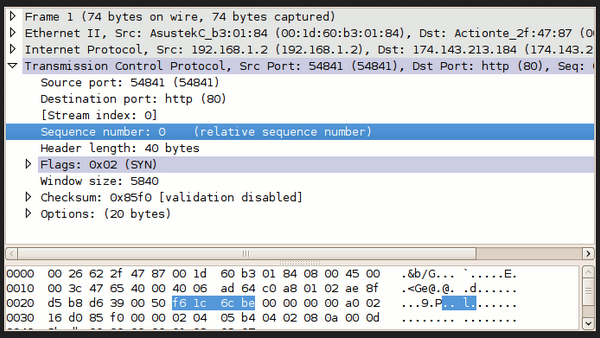 Frame 1 (74 bytes on wire, 74 bytes captured)
Ethernet II, Src: AsustekC_b3:01:84 (00:1d:60:b3:01:84), Dst: Actionte_2f:47:87 (00
Internet Protocol, Src: 192.168.1.2 (192.168.1.2), Dst: 174.143.213.184 (174.143.2
Transmission Control Protocol, Src Port: 54841 (54841), Dst Port: http (80), Seq: (
Source port: 54841 (54841)
Destination port: http (80)
[Stream index: 0]
Sequence number: 0 (relative sequence number)
Header length: 40 bytes
Flags: 0x02 (SYN)
Window size: 5840
Checksum: 0x85f0 [validation disabled]
Options: (20 bytes)
0000 00 26 62 2f 47 87 00 1d 60 b3 01 84 08 00 45 00 .&b/G... `.....E.
0010 00 3c 47 65 40 00 40 06 ad 64 c0 a8 01 02 ae 8f .<Ge@.@. .d......
0020 d5 b8 d6 39 00 50 f6 1c 6c be 00 00 00 00 a0 02 ...9.P.. l.......
0030 16 d0 85 f0 00 00 02 04 05 b4 04 02 08 0a 00 0d